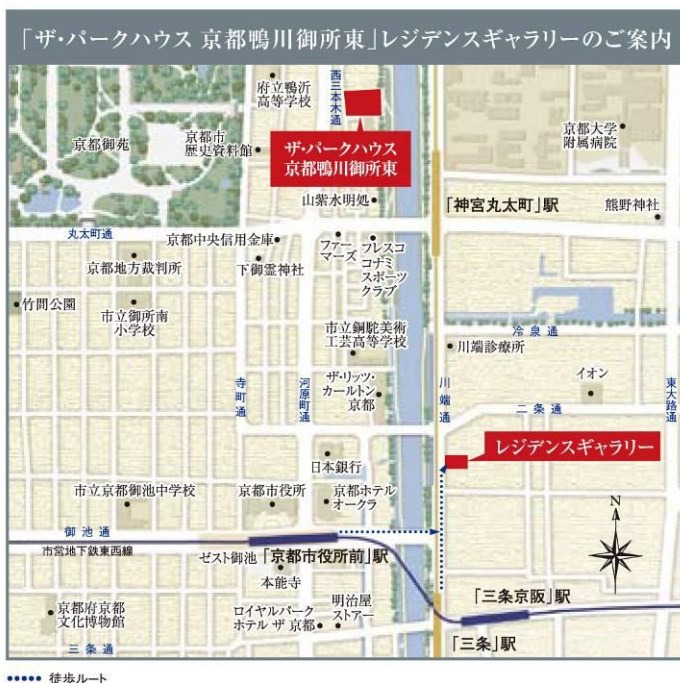 「ザ・パークハウス 京都鴨川御所東」レジデンスギャラリーのご案内
府立鴨沂
高等学校
西三本木通
ザ・パークハウス
京都鴨川御所東
京都御苑
京都市
歴史資料館
京都大学
附属病院
山紫水明処
「神宮丸太町」駅
熊野神社
丸太町通
京都中央信用金庫
ファー
マーズ
フレスコ
コナミ
スポーツ
クラブ
京都地方裁判所
下御霊神社
竹間公園
市立御所南
小学校
市立銅駝美術
工芸高等学校
冷泉通
川端診療所
ザ・リッツ・
カールトン
京都
イオン
寺町通
河原町通
川端通
二条通
東大路通
レジデンスギャラリー
日本銀行
市立京都御池中学校
京都市役所
京都ホテル
オークラ
N
御池通
市営地下鉄東西線
ゼスト御池
「京都市役所前」駅
本能寺
「三条京阪」駅
京都府京都
文化博物館
ロイヤルパーク
ホテル ザ 京都
明治屋
ストアー
「三条」駅
三条通
徒歩ルート